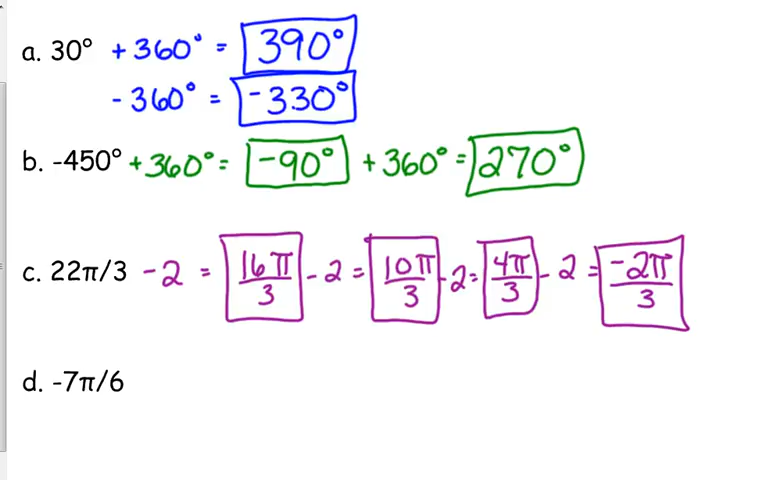 a. 30° +360° = 390°
-360° = -330°
b. -450° +360° = -90° +360° = 270°
c. 22π/3 -2 = 16π/3 -2 = 10π/3 -2 = 4π/3 -2 = -2π/3
d. -7π/6